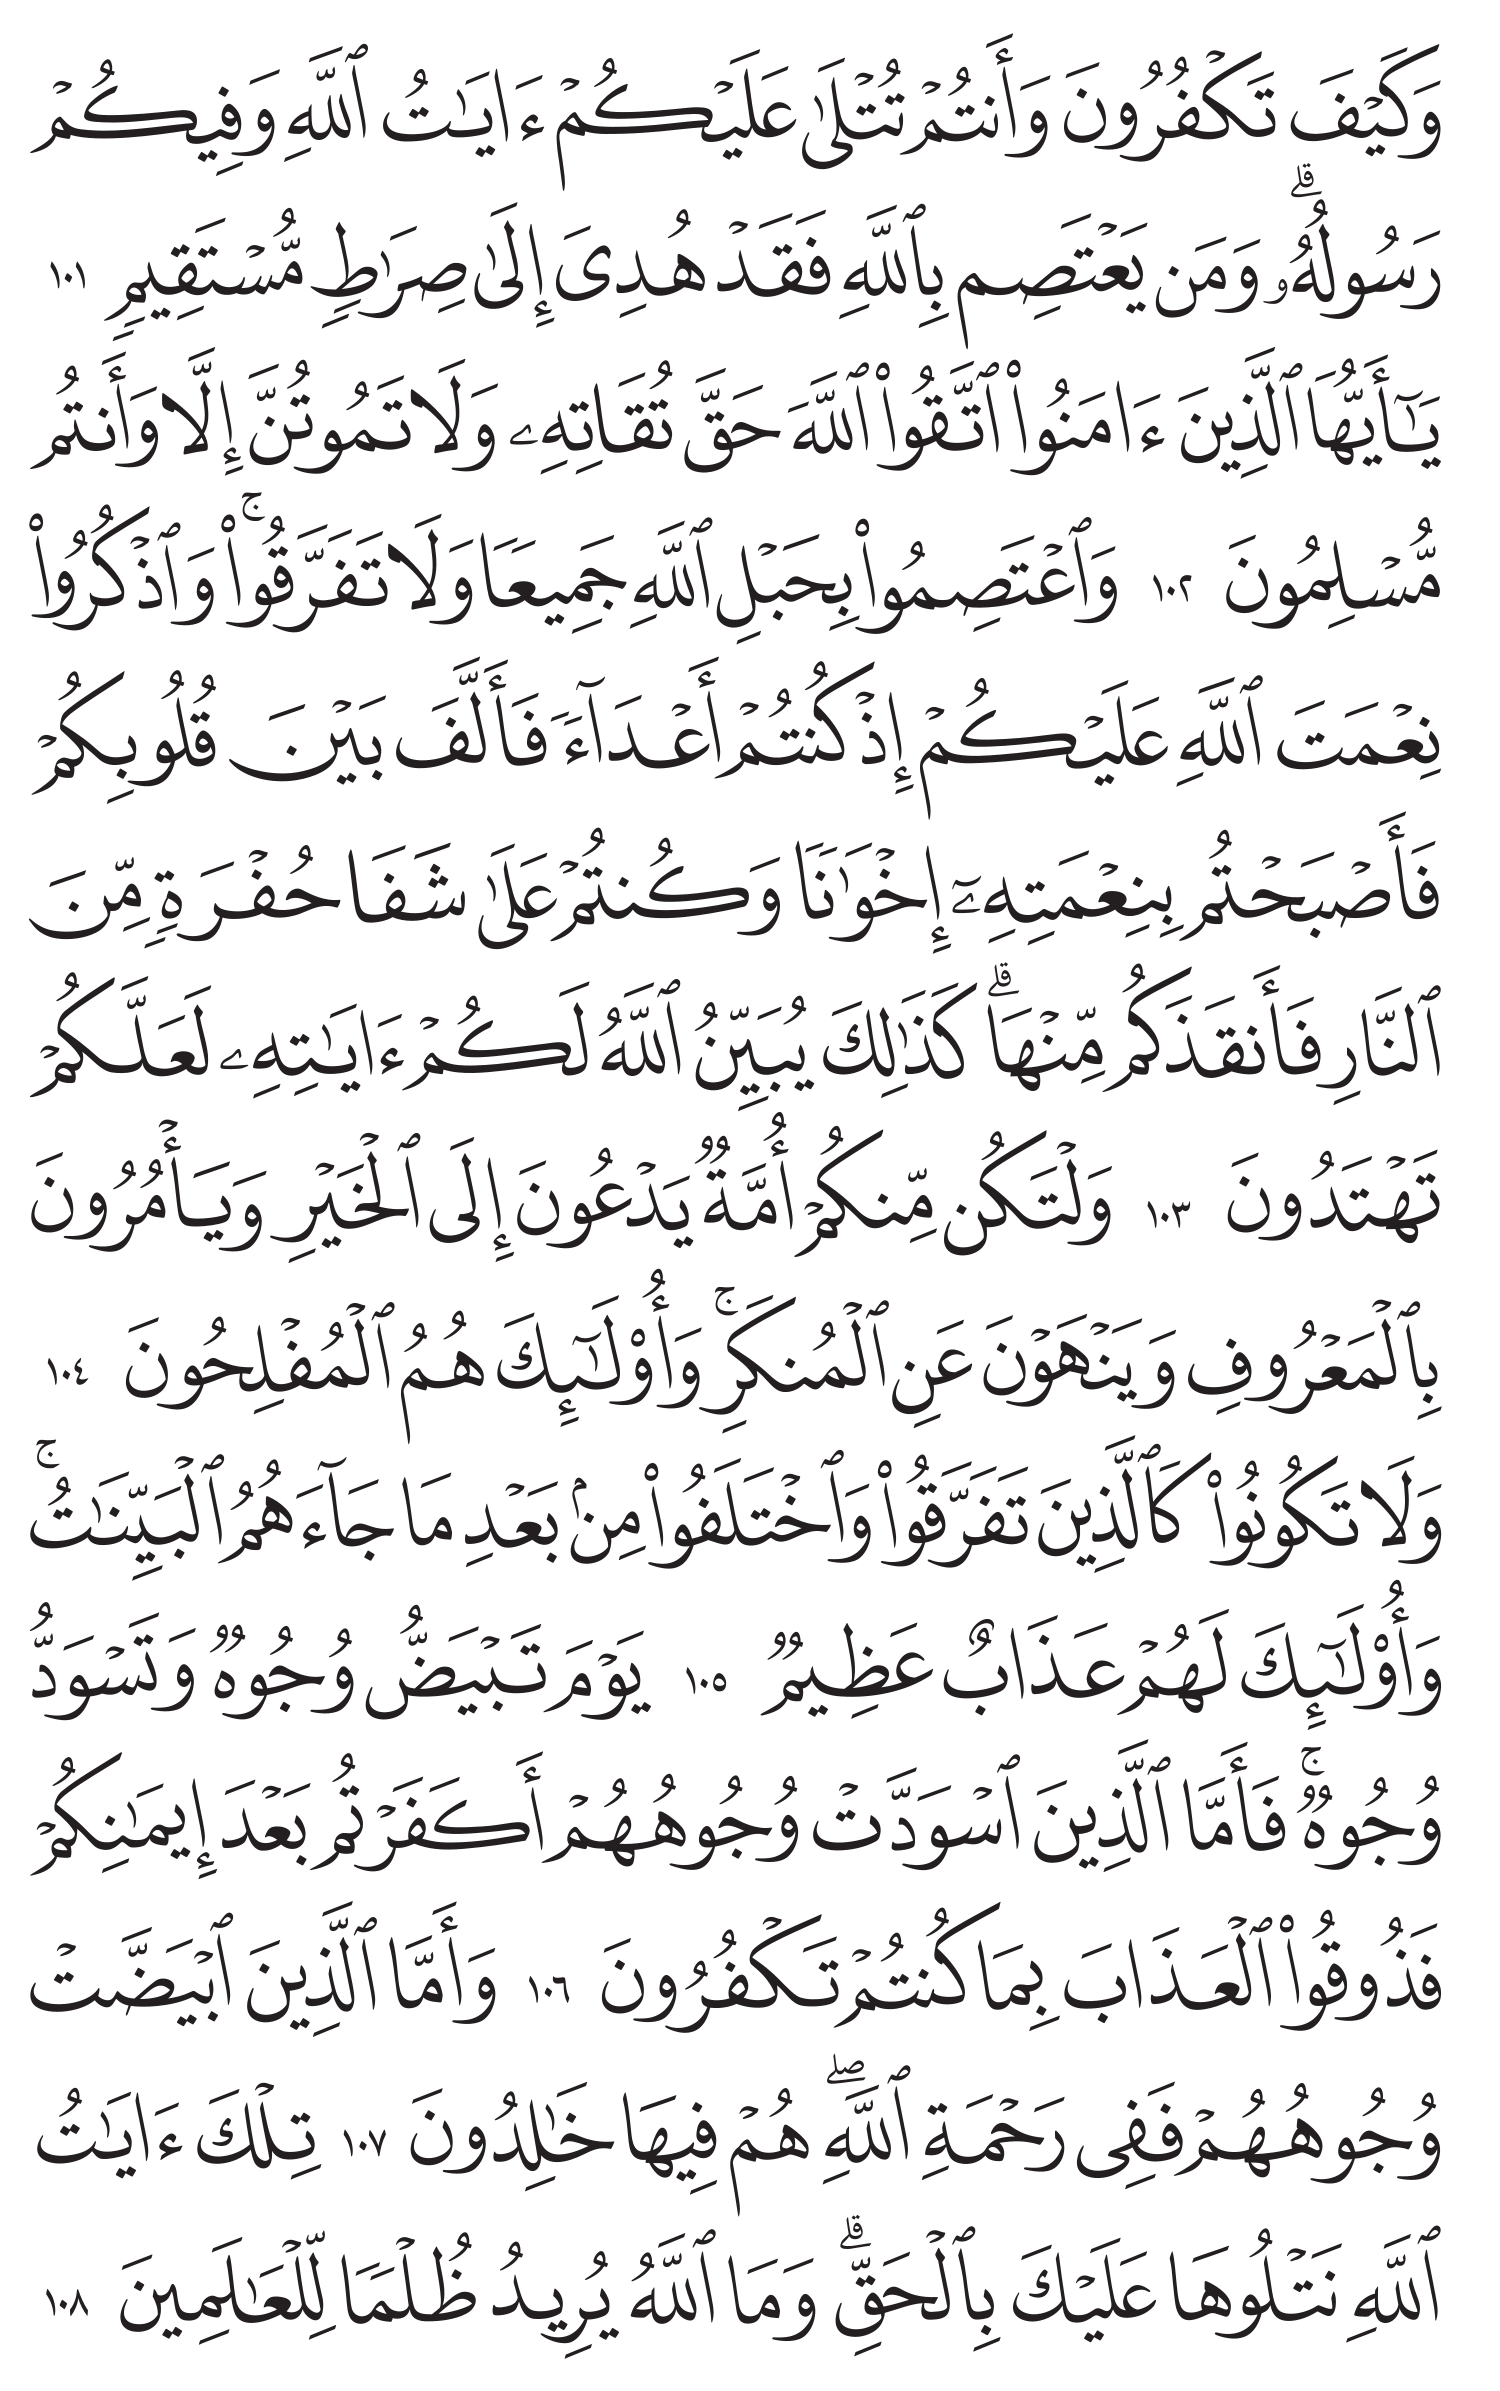 وَكَيۡفَ تَكۡفُرُونَ وَأَنتُمۡ تُتۡلَىٰ عَلَيۡكُمۡ ءَايَٰتُ ٱللَّهِ وَفِيكُمۡ
رَسُولُهُۥۗ وَمَن يَعۡتَصِم بِٱللَّهِ فَقَدۡ هُدِيَ إِلَىٰ صِرَٰطٖ مُّسۡتَقِيمٖ ١٠١
يَٰٓأَيُّهَا ٱلَّذِينَ ءَامَنُواْ ٱتَّقُواْ ٱللَّهَ حَقَّ تُقَاتِهِۦ وَلَا تَمُوتُنَّ إِلَّا وَأَنتُم
مُّسۡلِمُونَ ١٠٢ وَٱعۡتَصِمُواْ بِحَبۡلِ ٱللَّهِ جَمِيعٗا وَلَا تَفَرَّقُواْۚ وَٱذۡكُرُواْ
نِعۡمَتَ ٱللَّهِ عَلَيۡكُمۡ إِذۡ كُنتُمۡ أَعۡدَآءٗ فَأَلَّفَ بَيۡنَ قُلُوبِكُمۡ
فَأَصۡبَحۡتُم بِنِعۡمَتِهِۦٓ إِخۡوَٰنٗا وَكُنتُمۡ عَلَىٰ شَفَا حُفۡرَةٖ مِّنَ
ٱلنَّارِ فَأَنقَذَكُم مِّنۡهَاۗ كَذَٰلِكَ يُبَيِّنُ ٱللَّهُ لَكُمۡ ءَايَٰتِهِۦ لَعَلَّكُمۡ
تَهۡتَدُونَ ١٠٣ وَلۡتَكُن مِّنكُمۡ أُمَّةٞ يَدۡعُونَ إِلَى ٱلۡخَيۡرِ وَيَأۡمُرُونَ
بِٱلۡمَعۡرُوفِ وَيَنۡهَوۡنَ عَنِ ٱلۡمُنكَرِۚ وَأُوْلَٰٓئِكَ هُمُ ٱلۡمُفۡلِحُونَ ١٠٤
وَلَا تَكُونُواْ كَٱلَّذِينَ تَفَرَّقُواْ وَٱخۡتَلَفُواْ مِنۢ بَعۡدِ مَا جَآءَهُمُ ٱلۡبَيِّنَٰتُۚ
وَأُوْلَٰٓئِكَ لَهُمۡ عَذَابٌ عَظِيمٞ ١٠٥ يَوۡمَ تَبۡيَضُّ وُجُوهٞ وَتَسۡوَدُّ
وُجُوهٞۚ فَأَمَّا ٱلَّذِينَ ٱسۡوَدَّتۡ وُجُوهُهُمۡ أَكَفَرۡتُم بَعۡدَ إِيمَٰنِكُمۡ
فَذُوقُواْ ٱلۡعَذَابَ بِمَا كُنتُمۡ تَكۡفُرُونَ ١٠٦ وَأَمَّا ٱلَّذِينَ ٱبۡيَضَّتۡ
وُجُوهُهُمۡ فَفِي رَحۡمَةِ ٱللَّهِۖ هُمۡ فِيهَا خَٰلِدُونَ ١٠٧ تِلۡكَ ءَايَٰتُ
ٱللَّهِ نَتۡلُوهَا عَلَيۡكَ بِٱلۡحَقِّۗ وَمَا ٱللَّهُ يُرِيدُ ظُلۡمٗا لِّلۡعَٰلَمِينَ ١٠٨